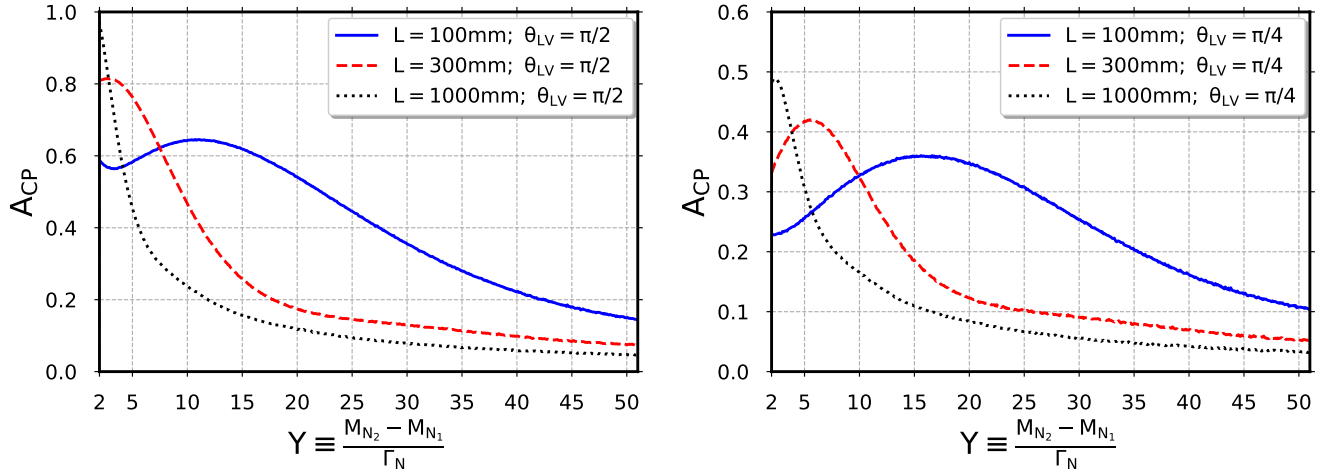 1.0
0.8
0.6
0.4
0.2
0.0
A_CP
L = 100mm; θ_LV = π/2
L = 300mm; θ_LV = π/2
L = 1000mm; θ_LV = π/2
2 5 10 15 20 25 30 35 40 45 50
Y ≡ (M_N₂ − M_N₁)/Γ_N
0.6
0.5
0.4
0.3
0.2
0.1
0.0
A_CP
L = 100mm; θ_LV = π/4
L = 300mm; θ_LV = π/4
L = 1000mm; θ_LV = π/4
2 5 10 15 20 25 30 35 40 45 50
Y ≡ (M_N₂ − M_N₁)/Γ_N